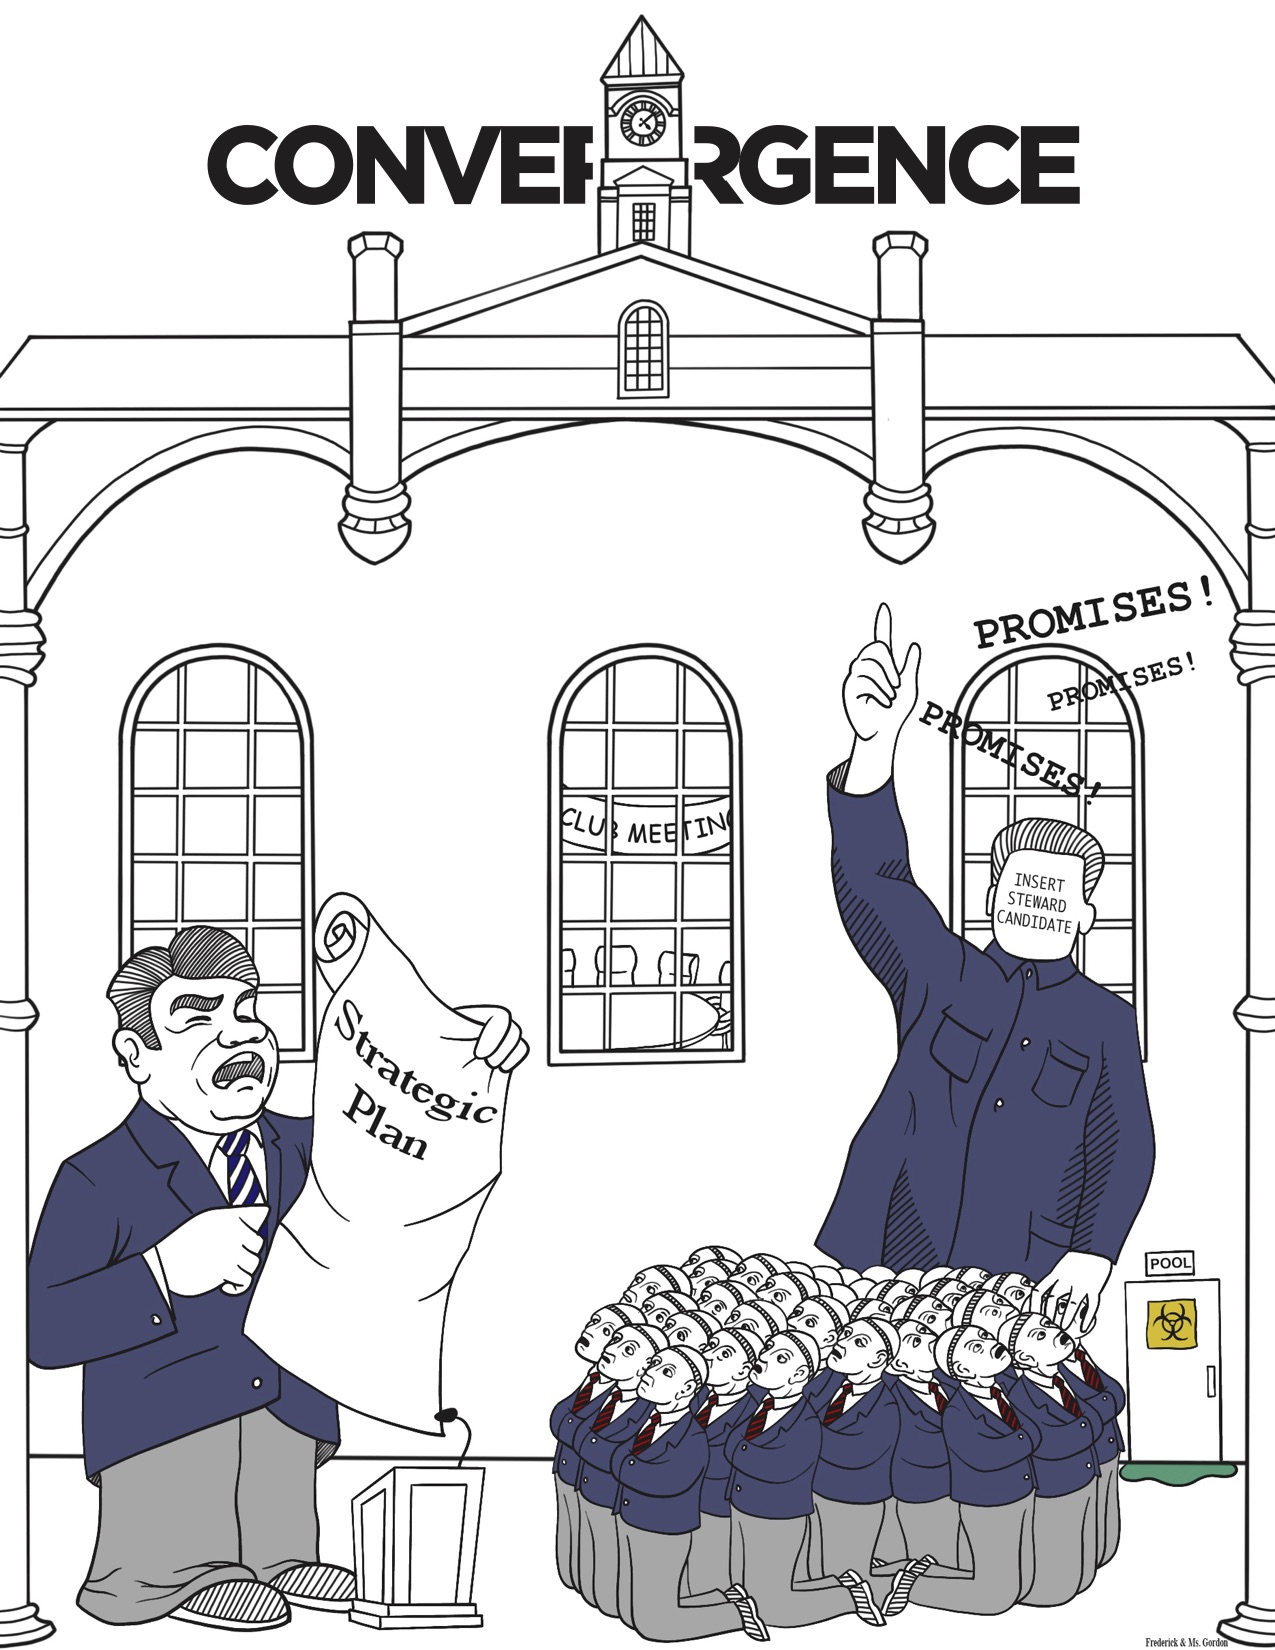 CONVERGENCE
PROMISES!
PROMISES!
PROMISES!
CLUB MEETING
INSERT
STEWARD
CANDIDATE
Strategic
Plan
POOL
Frederick & Ms. Gordon